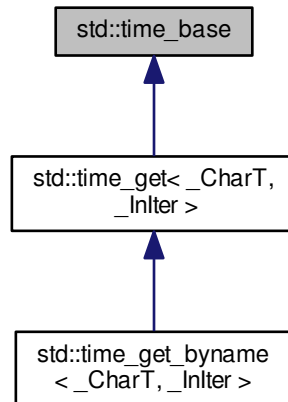 std::time_base
std::time_get< _CharT,
_InIter >
std::time_get_byname
< _CharT, _InIter >